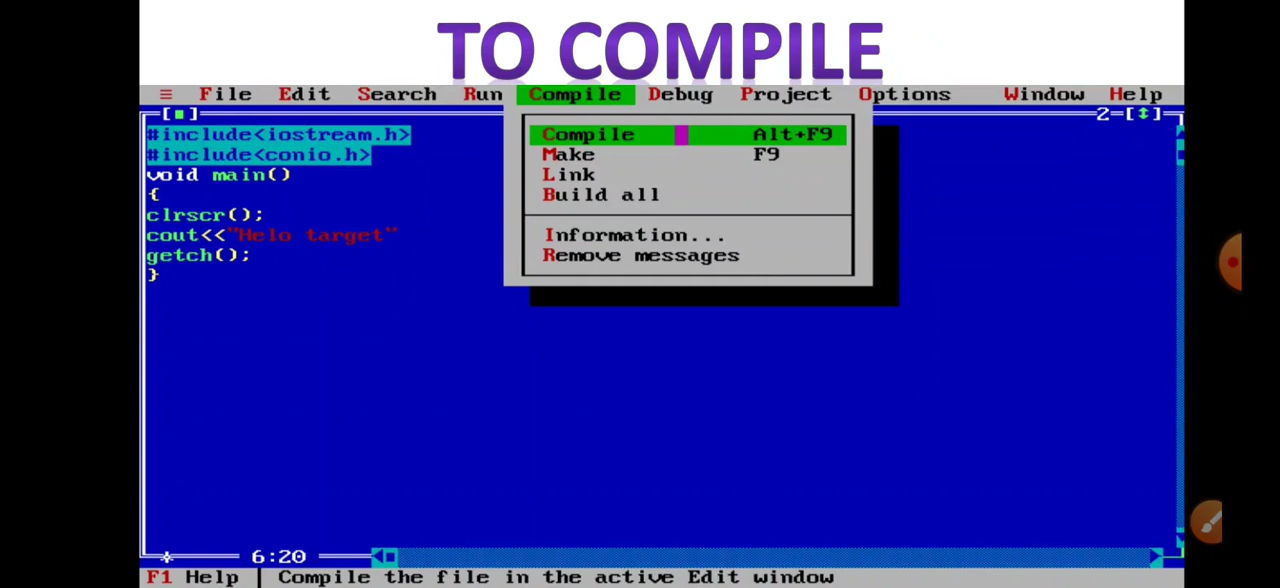 TO COMPILE
≡ File Edit Search Run Compile Debug Project Options Window Help
[■] 2=[↕]
#include<iostream.h>
#include<conio.h>
void main()
{
clrscr();
cout<<"Helo target"
getch();
}
Compile Alt+F9
Make F9
Link
Build all
Information...
Remove messages
6:20
F1 Help | Compile the file in the active Edit window